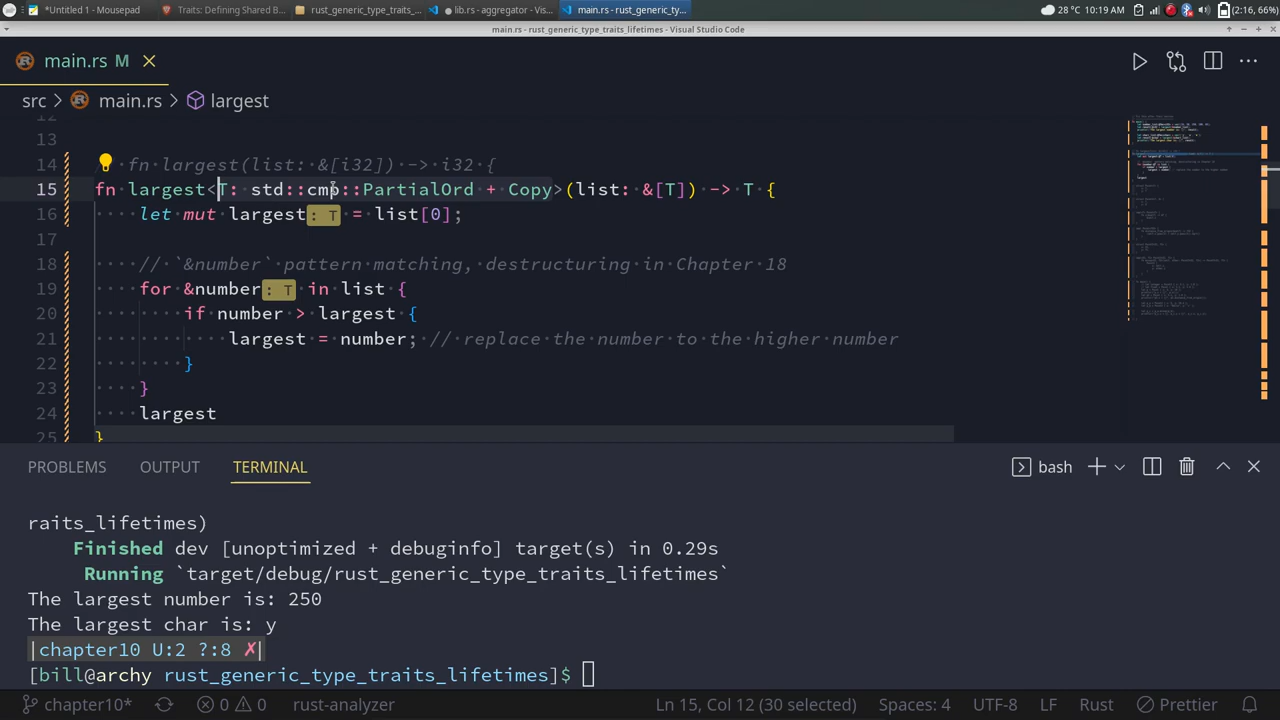 *Untitled 1 - Mousepad
Traits: Defining Shared B...
rust_generic_type_traits_...
lib.rs - aggregator - Vis...
main.rs - rust_generic_ty...
28 °C
10:19 AM
(2:16, 66%)
main.rs - rust_generic_type_traits_lifetimes - Visual Studio Code
main.rs M
src > main.rs > largest
12
13
14 fn largest(list: &[i32]) -> i32 {
15 fn largest<T: std::cmp::PartialOrd + Copy>(list: &[T]) -> T {
16 let mut largest: T = list[0];
17
18 // `&number` pattern matching, destructuring in Chapter 18
19 for &number: T in list {
20 if number > largest {
21 largest = number; // replace the number to the higher number
22 }
23 }
24 largest
25 }
PROBLEMS OUTPUT TERMINAL
bash
raits_lifetimes)
Finished dev [unoptimized + debuginfo] target(s) in 0.29s
Running `target/debug/rust_generic_type_traits_lifetimes`
The largest number is: 250
The largest char is: y
|chapter10 U:2 ?:8 ✗|
[bill@archy rust_generic_type_traits_lifetimes]$
chapter10* 0 0 rust-analyzer Ln 15, Col 12 (30 selected) Spaces: 4 UTF-8 LF Rust Prettier